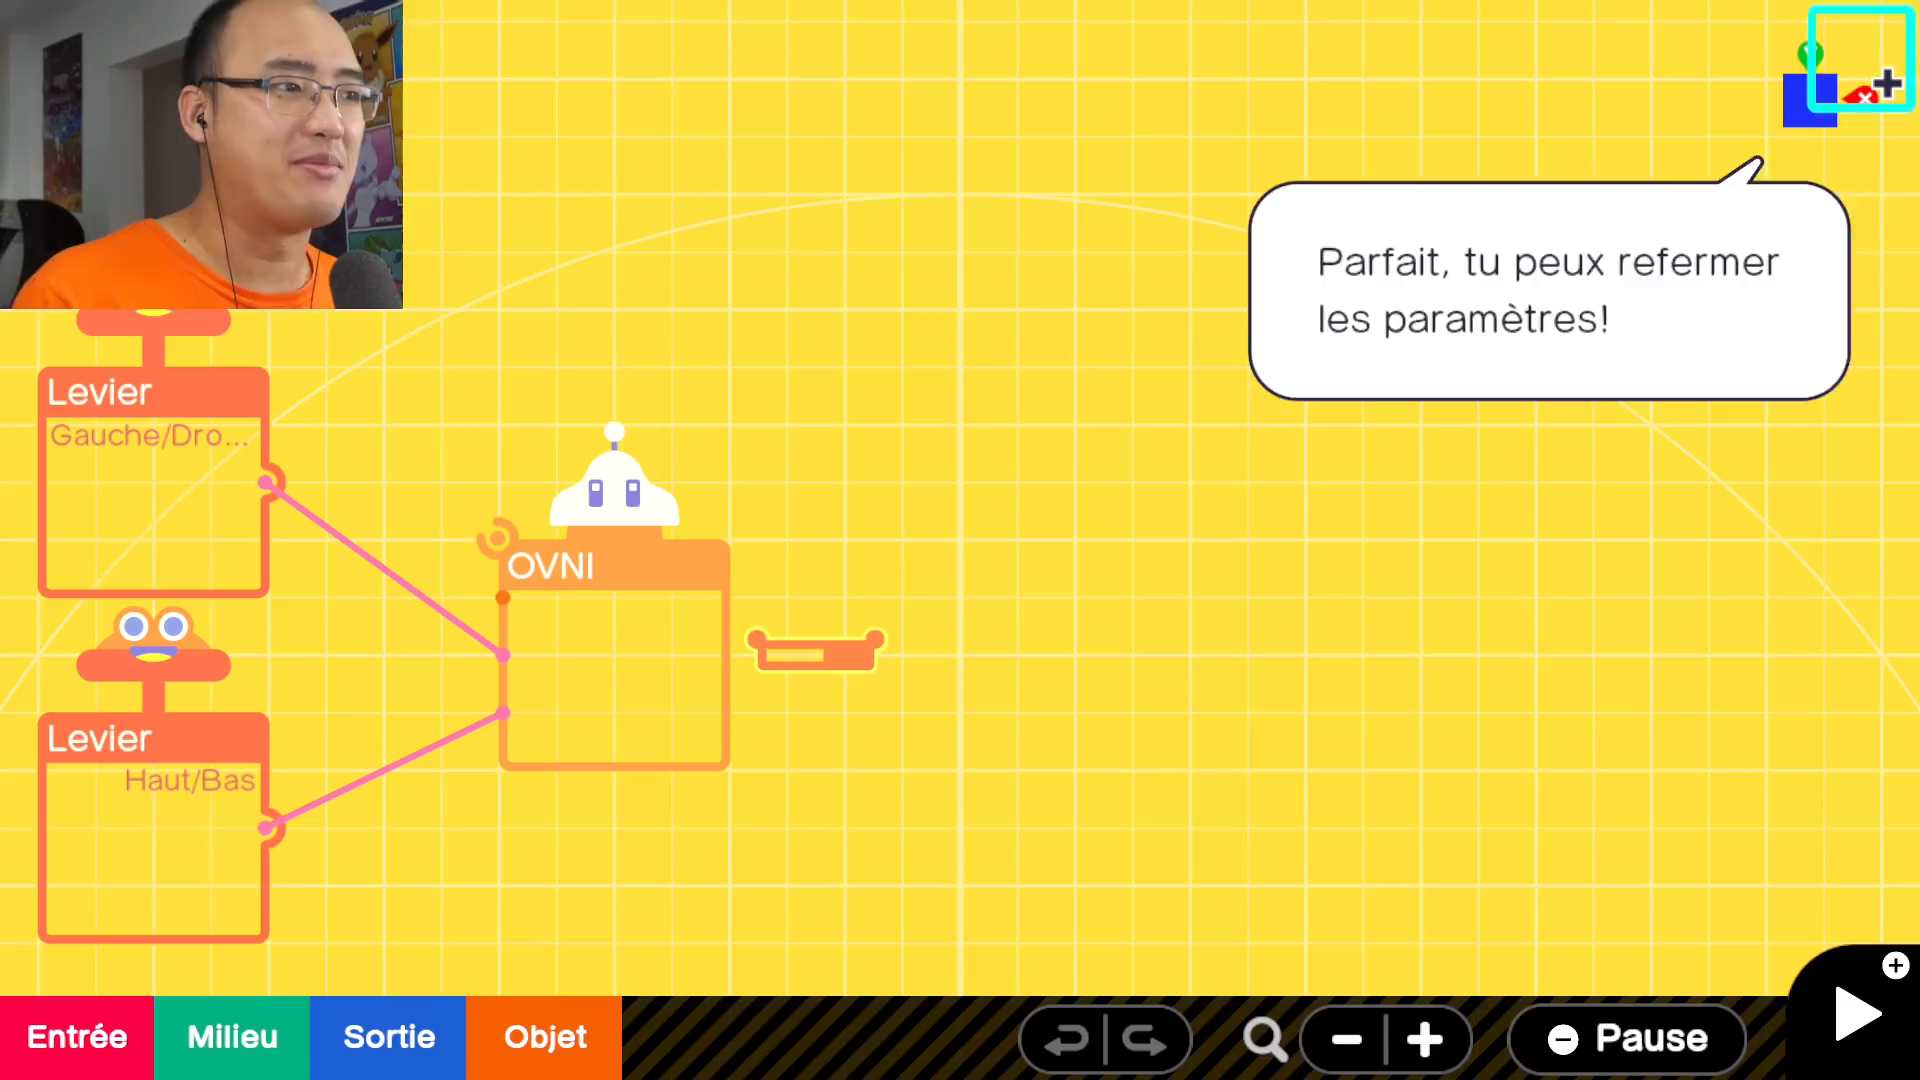 Parfait, tu peux refermer
les paramètres!
Levier
Gauche/Dro...
OVNI
Levier
Haut/Bas
Entrée
Milieu
Sortie
Objet
Pause